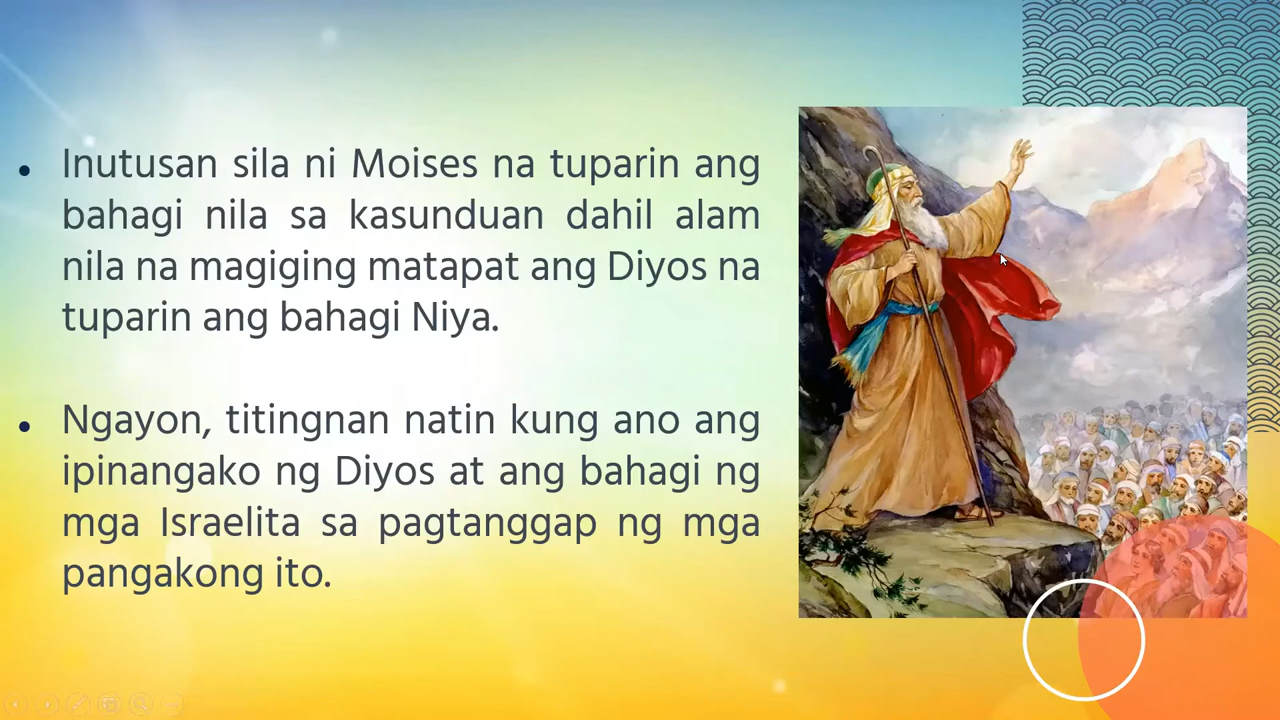 • Inutusan sila ni Moises na tuparin ang
bahagi nila sa kasunduan dahil alam
nila na magiging matapat ang Diyos na
tuparin ang bahagi Niya.
• Ngayon, titingnan natin kung ano ang
ipinangako ng Diyos at ang bahagi ng
mga Israelita sa pagtanggap ng mga
pangakong ito.